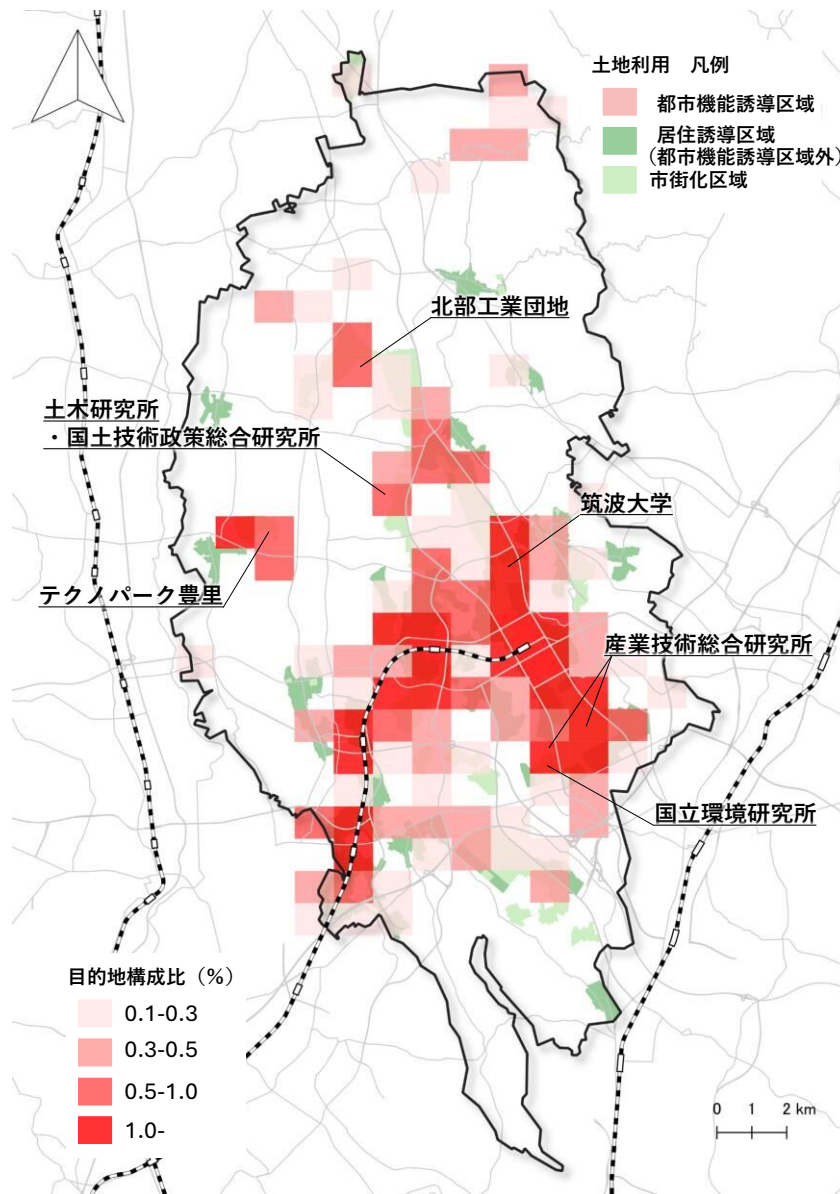 土地利用　凡例
都市機能誘導区域
居住誘導区域
(都市機能誘導区域外)
市街化区域
北部工業団地
土木研究所
・国土技術政策総合研究所
筑波大学
テクノパーク豊里
産業技術総合研究所
国立環境研究所
目的地構成比（%）
0.1-0.3
0.3-0.5
0.5-1.0
1.0-
0 1 2 km